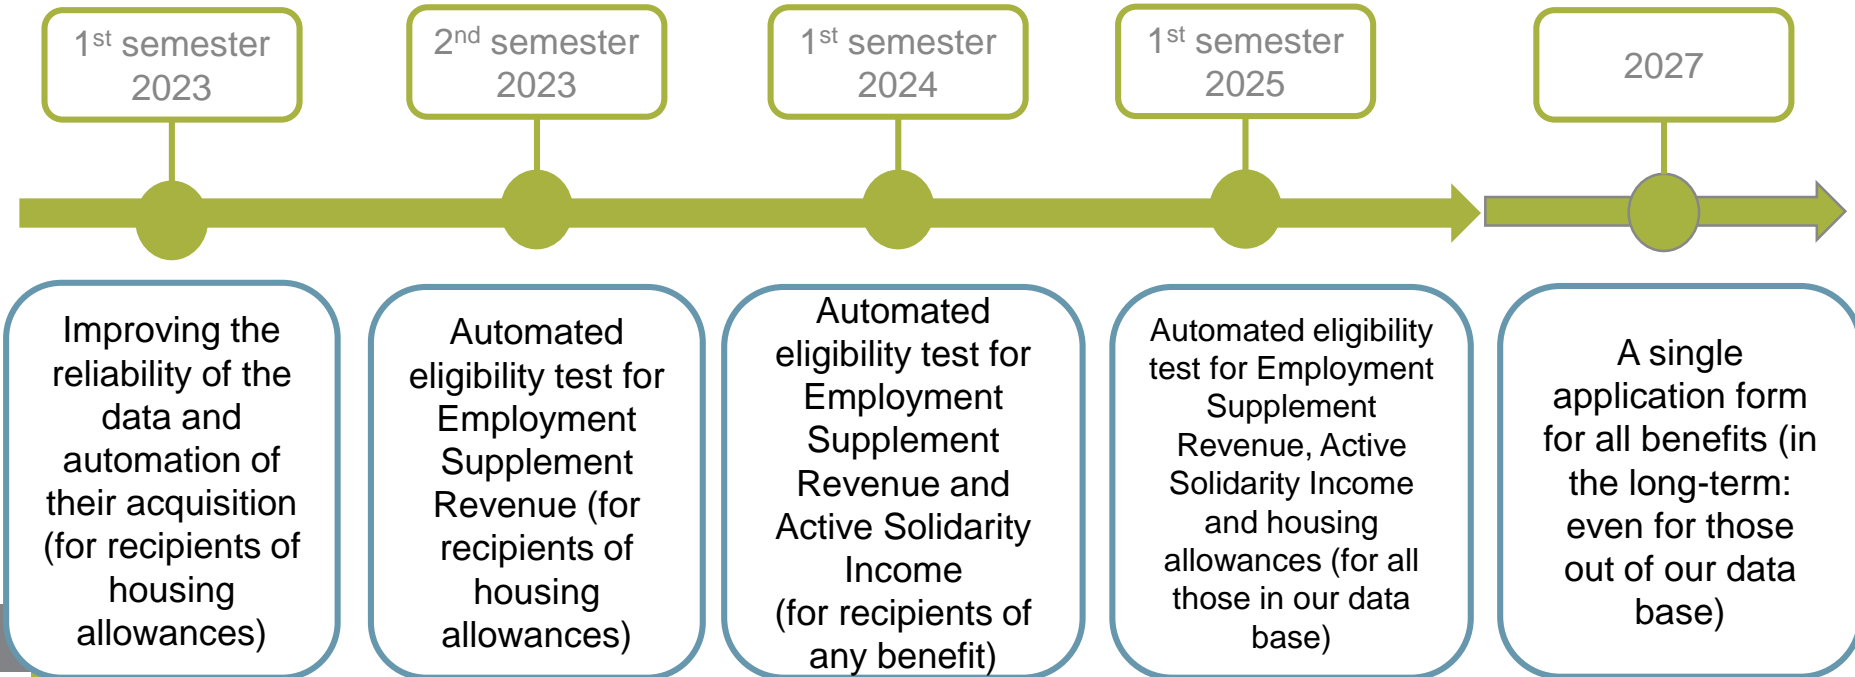 1st semester
2023
2nd semester
2023
1st semester
2024
1st semester
2025
2027
Improving the
reliability of the
data and
automation of
their acquisition
(for recipients of
housing
allowances)
Automated
eligibility test for
Employment
Supplement
Revenue (for
recipients of
housing
allowances)
Automated
eligibility test for
Employment
Supplement
Revenue and
Active Solidarity
Income
(for recipients of
any benefit)
Automated eligibility
test for Employment
Supplement
Revenue, Active
Solidarity Income
and housing
allowances (for all
those in our data
base)
A single
application form
for all benefits (in
the long-term:
even for those
out of our data
base)